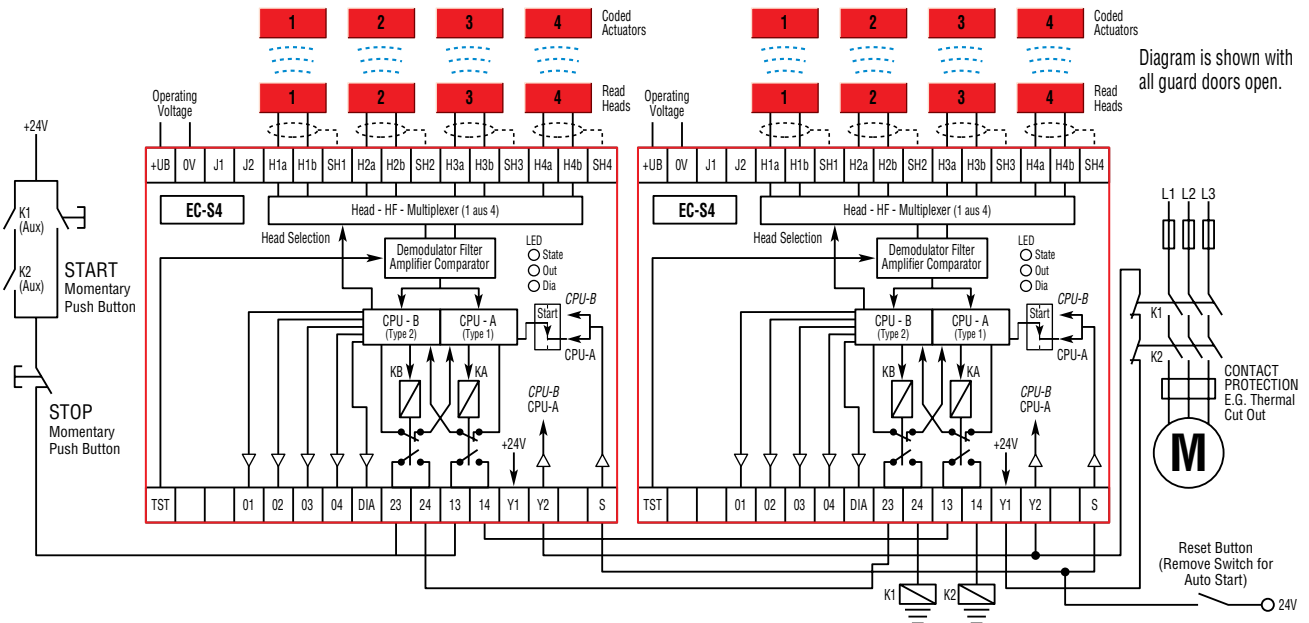 1 2 3 4 Coded
Actuators
1 2 3 4 Coded
Actuators
Diagram is shown with
all guard doors open.
1 2 3 4 Read
Heads
1 2 3 4 Read
Heads
Operating
Voltage
Operating
Voltage
+24V
+UB 0V J1 J2 H1a H1b SH1 H2a H2b SH2 H3a H3b SH3 H4a H4b SH4
+UB 0V J1 J2 H1a H1b SH1 H2a H2b SH2 H3a H3b SH3 H4a H4b SH4
L1 L2 L3
K1
(Aux)
K2
(Aux)
START
Momentary
Push Button
STOP
Momentary
Push Button
EC-S4
Head - HF - Multiplexer (1 aus 4)
Head Selection
Demodulator Filter
Amplifier Comparator
LED
State
Out
Dia
CPU - B
(Type 2)
CPU - A
(Type 1)
Start
CPU-B
CPU-A
KB
KA
CPU-B
CPU-A
+24V
TST 01 02 03 04 DIA 23 24 13 14 Y1 Y2 S
EC-S4
Head - HF - Multiplexer (1 aus 4)
Head Selection
Demodulator Filter
Amplifier Comparator
LED
State
Out
Dia
CPU - B
(Type 2)
CPU - A
(Type 1)
Start
CPU-B
CPU-A
KB
KA
CPU-B
CPU-A
+24V
TST 01 02 03 04 DIA 23 24 13 14 Y1 Y2 S
K1
K2
CONTACT
PROTECTION
E.G. Thermal
Cut Out
M
K1
K2
Reset Button
(Remove Switch for
Auto Start)
24V